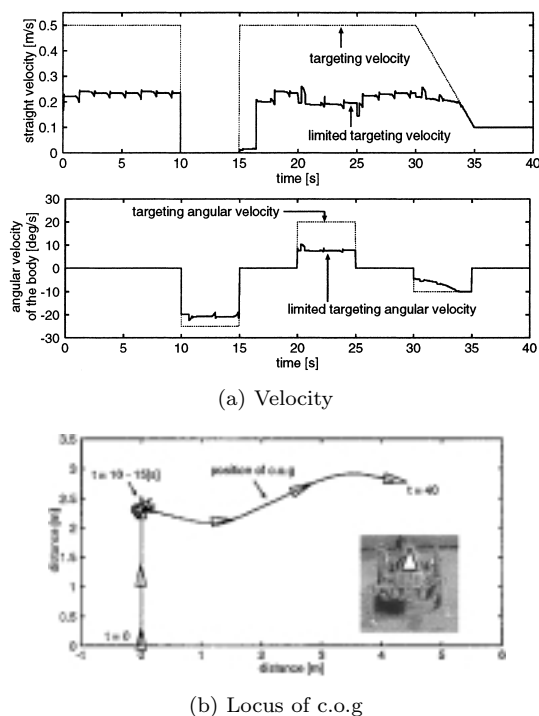 straight velocity [m/s]
0.5
0.4
0.3
0.2
0.1
0
targeting velocity
limited targeting velocity
0 5 10 15 20 25 30 35 40
time [s]
angular velocity
of the body [deg/s]
30
20
10
0
-10
-20
-30
targeting angular velocity
limited targeting angular velocity
0 5 10 15 20 25 30 35 40
time [s]
(a) Velocity
distance [m]
3.5
3
2.5
2
1.5
1
0.5
0
t = 10 - 15[s]
position of c.o.g
t = 40
t = 0
-1 0 1 2 3 4 5 6
distance [m]
(b) Locus of c.o.g